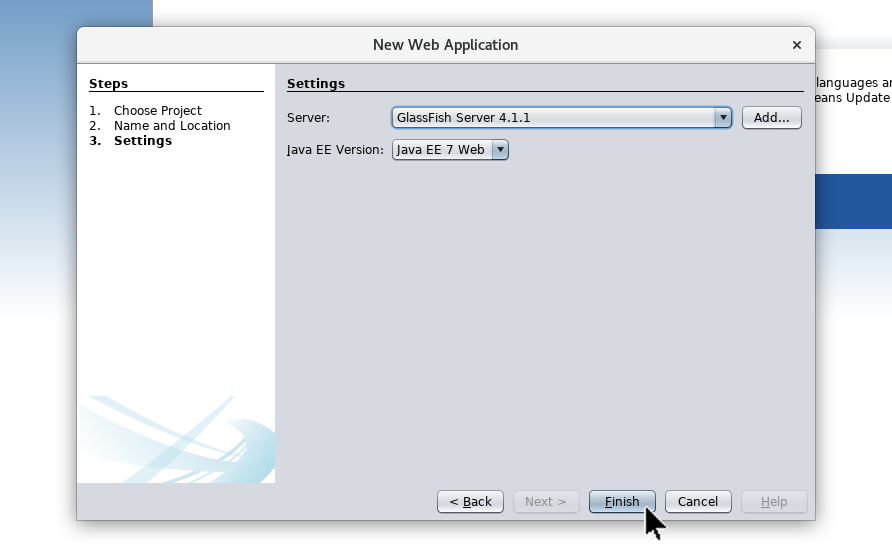 New Web Application
×
Steps
1. Choose Project
2. Name and Location
3. Settings
Settings
Server: GlassFish Server 4.1.1 Add...
Java EE Version: Java EE 7 Web
languages
eans Update
< Back Next > Finish Cancel Help